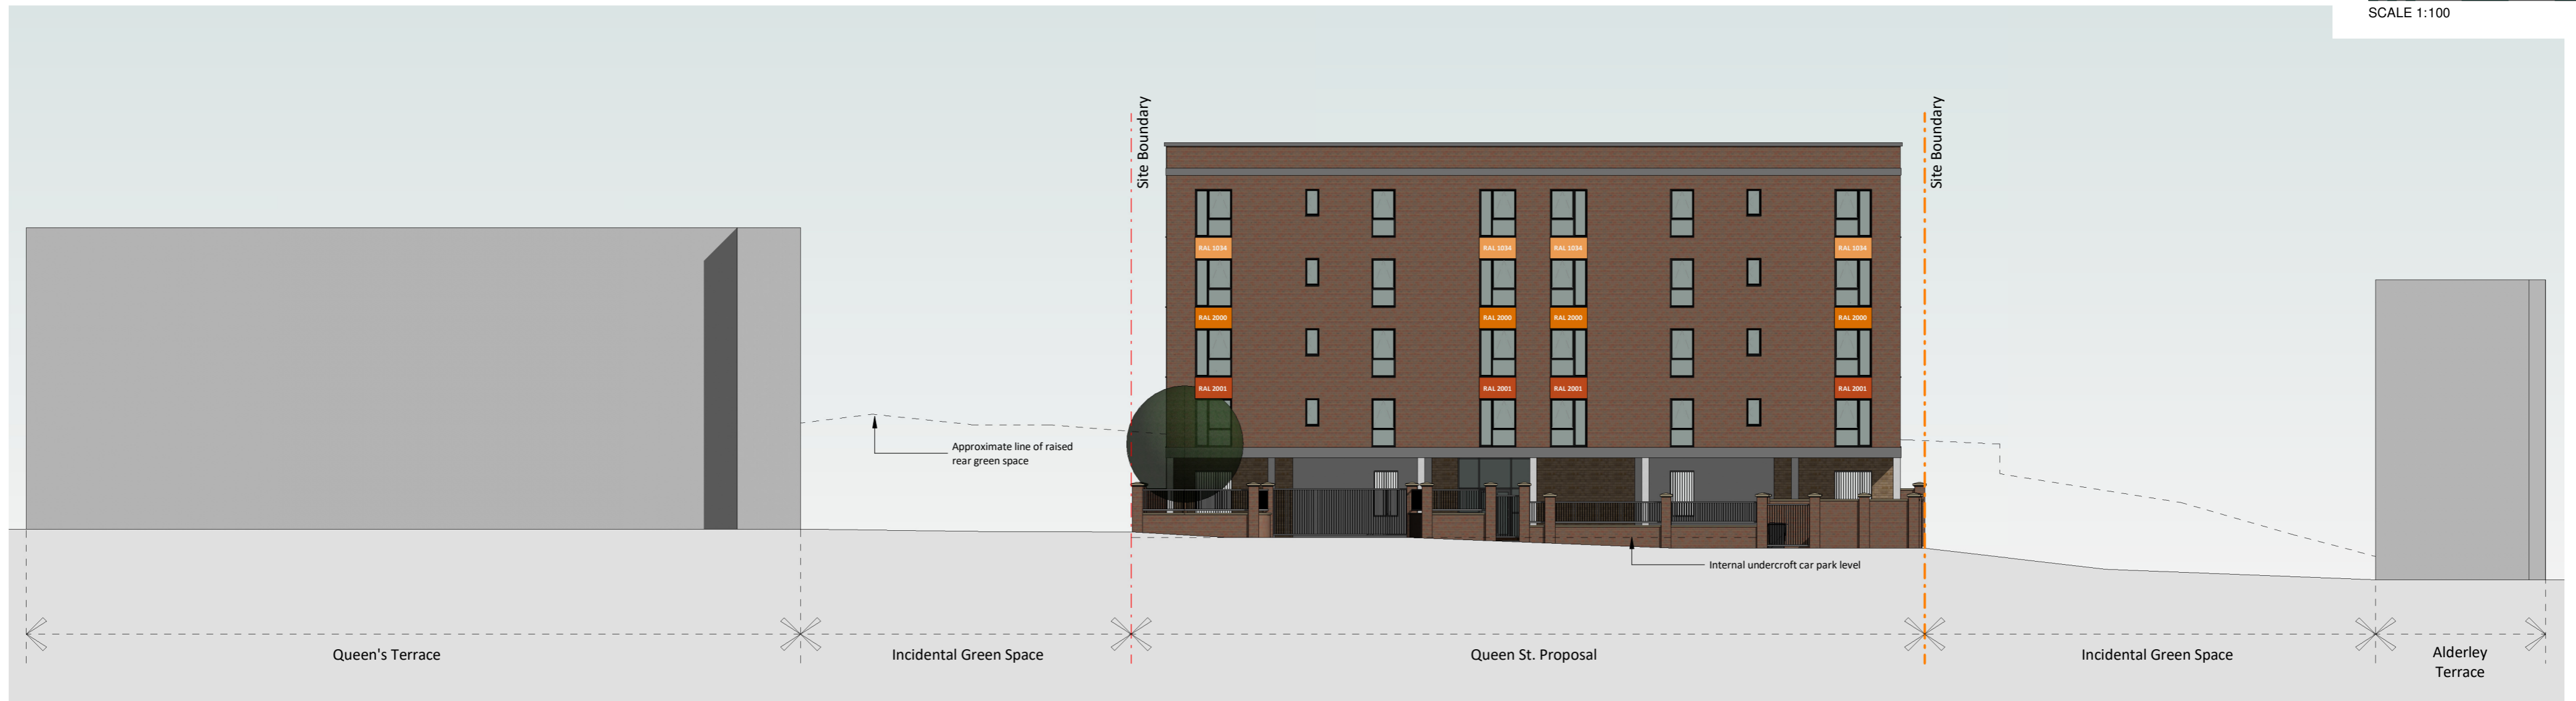 SCALE 1:100
Site Boundary
Site Boundary
RAL 1034
RAL 1034
RAL 1034
RAL 1034
RAL 2000
RAL 2000
RAL 2000
RAL 2000
RAL 2001
RAL 2001
RAL 2001
RAL 2001
Approximate line of raised
rear green space
Internal undercroft car park level
Queen's Terrace
Incidental Green Space
Queen St. Proposal
Incidental Green Space
Alderley
Terrace